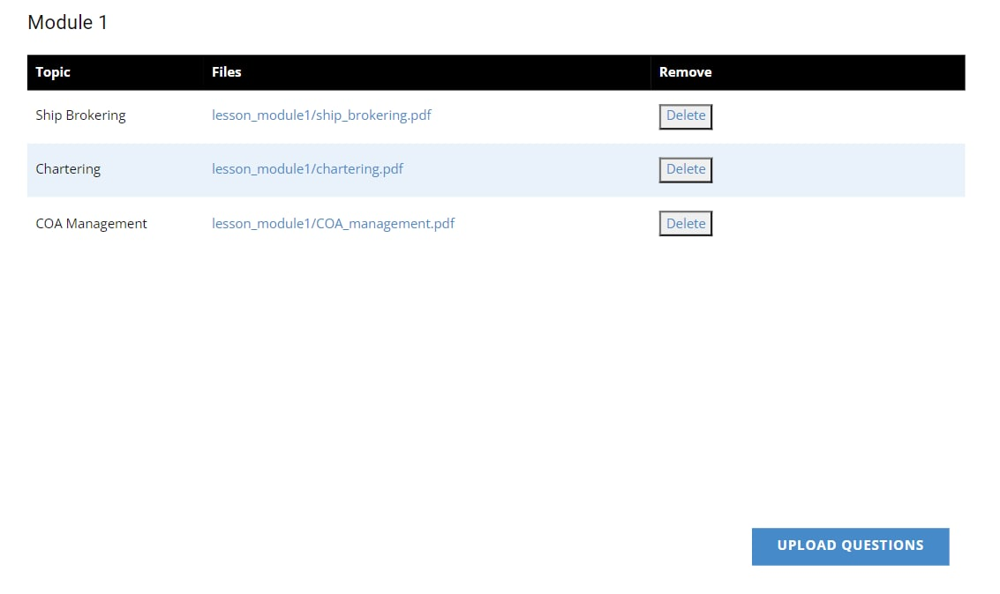 Module 1
Topic Files Remove
Ship Brokering lesson_module1/ship_brokering.pdf Delete
Chartering lesson_module1/chartering.pdf Delete
COA Management lesson_module1/COA_management.pdf Delete
UPLOAD QUESTIONS